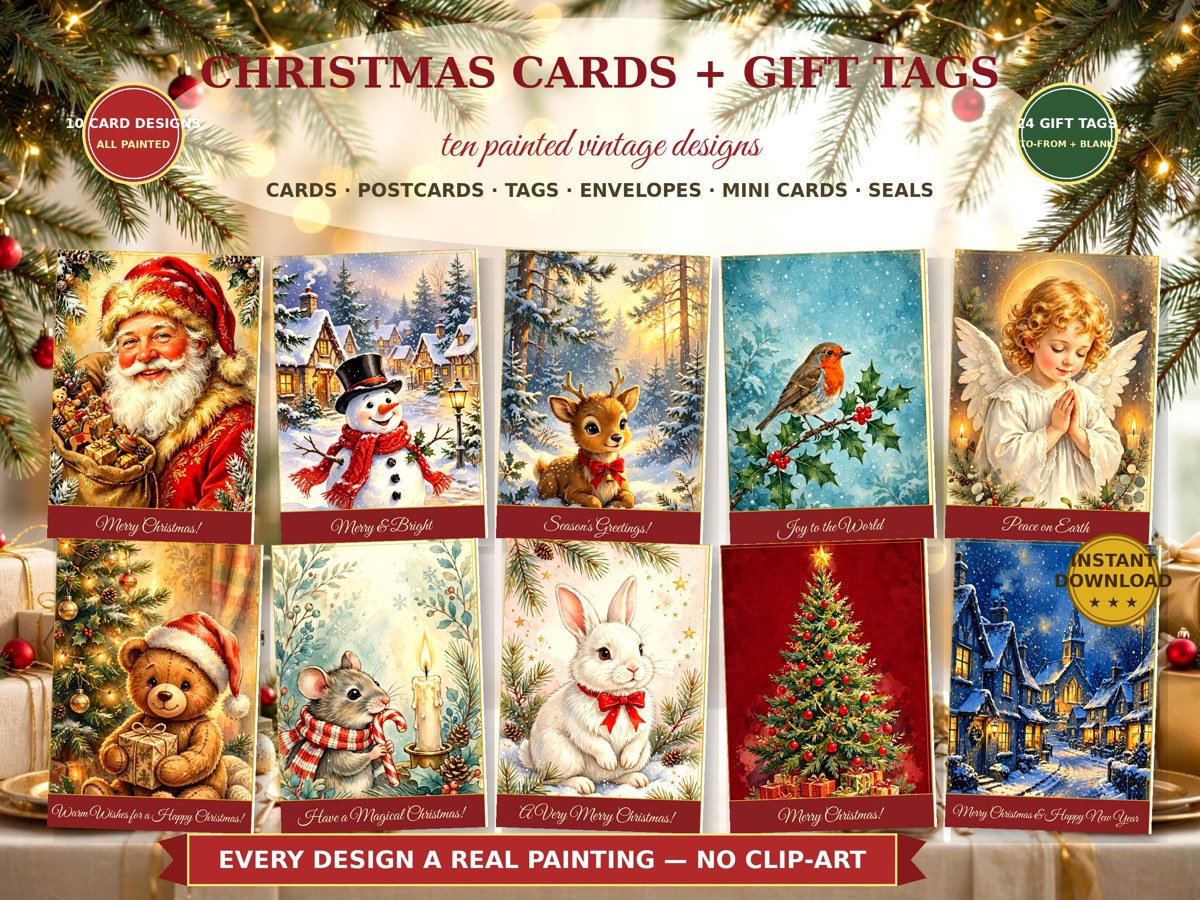 CHRISTMAS CARDS + GIFT TAGS
10 CARD DESIGNS
ALL PAINTED
24 GIFT TAGS
TO-FROM + BLANK
ten painted vintage designs
CARDS · POSTCARDS · TAGS · ENVELOPES · MINI CARDS · SEALS
Merry Christmas!
Merry & Bright
Season's Greetings!
Joy to the World
Peace on Earth
INSTANT
DOWNLOAD
★ ★ ★
Warm Wishes for a Happy Christmas!
Have a Magical Christmas!
A Very Merry Christmas!
Merry Christmas!
Merry Christmas & Happy New Year
EVERY DESIGN A REAL PAINTING — NO CLIP-ART